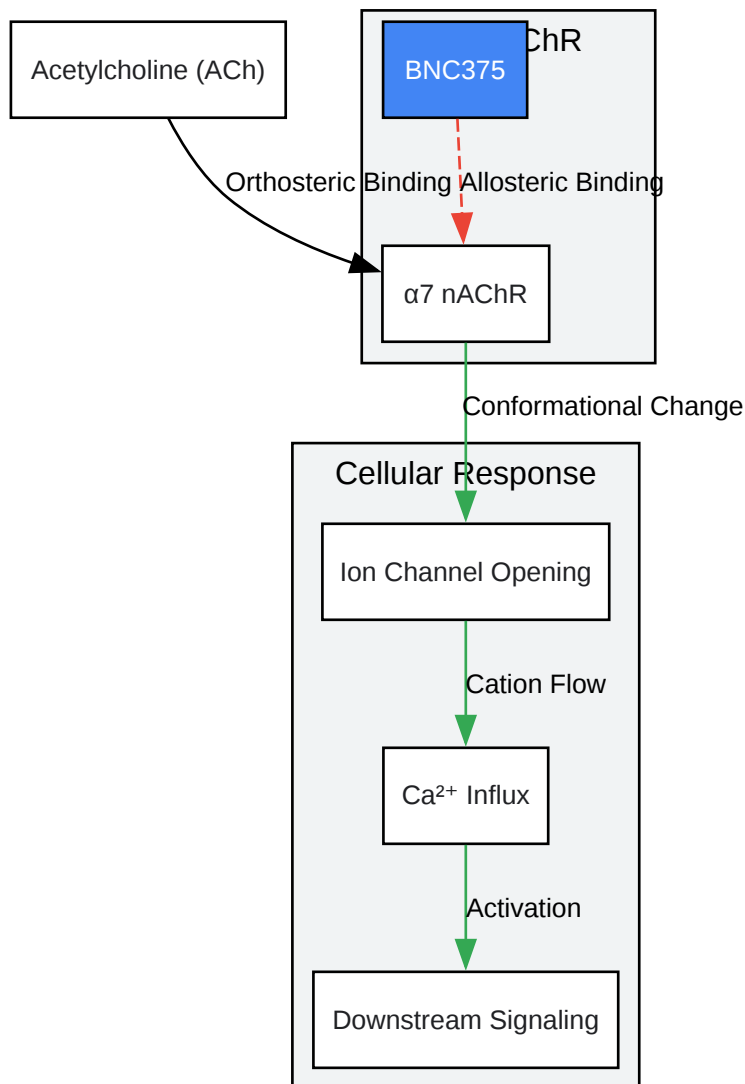 Acetylcholine (ACh)
BNC375
ChR
Orthosteric Binding
Allosteric Binding
α7 nAChR
Conformational Change
Cellular Response
Ion Channel Opening
Cation Flow
Ca²⁺ Influx
Activation
Downstream Signaling